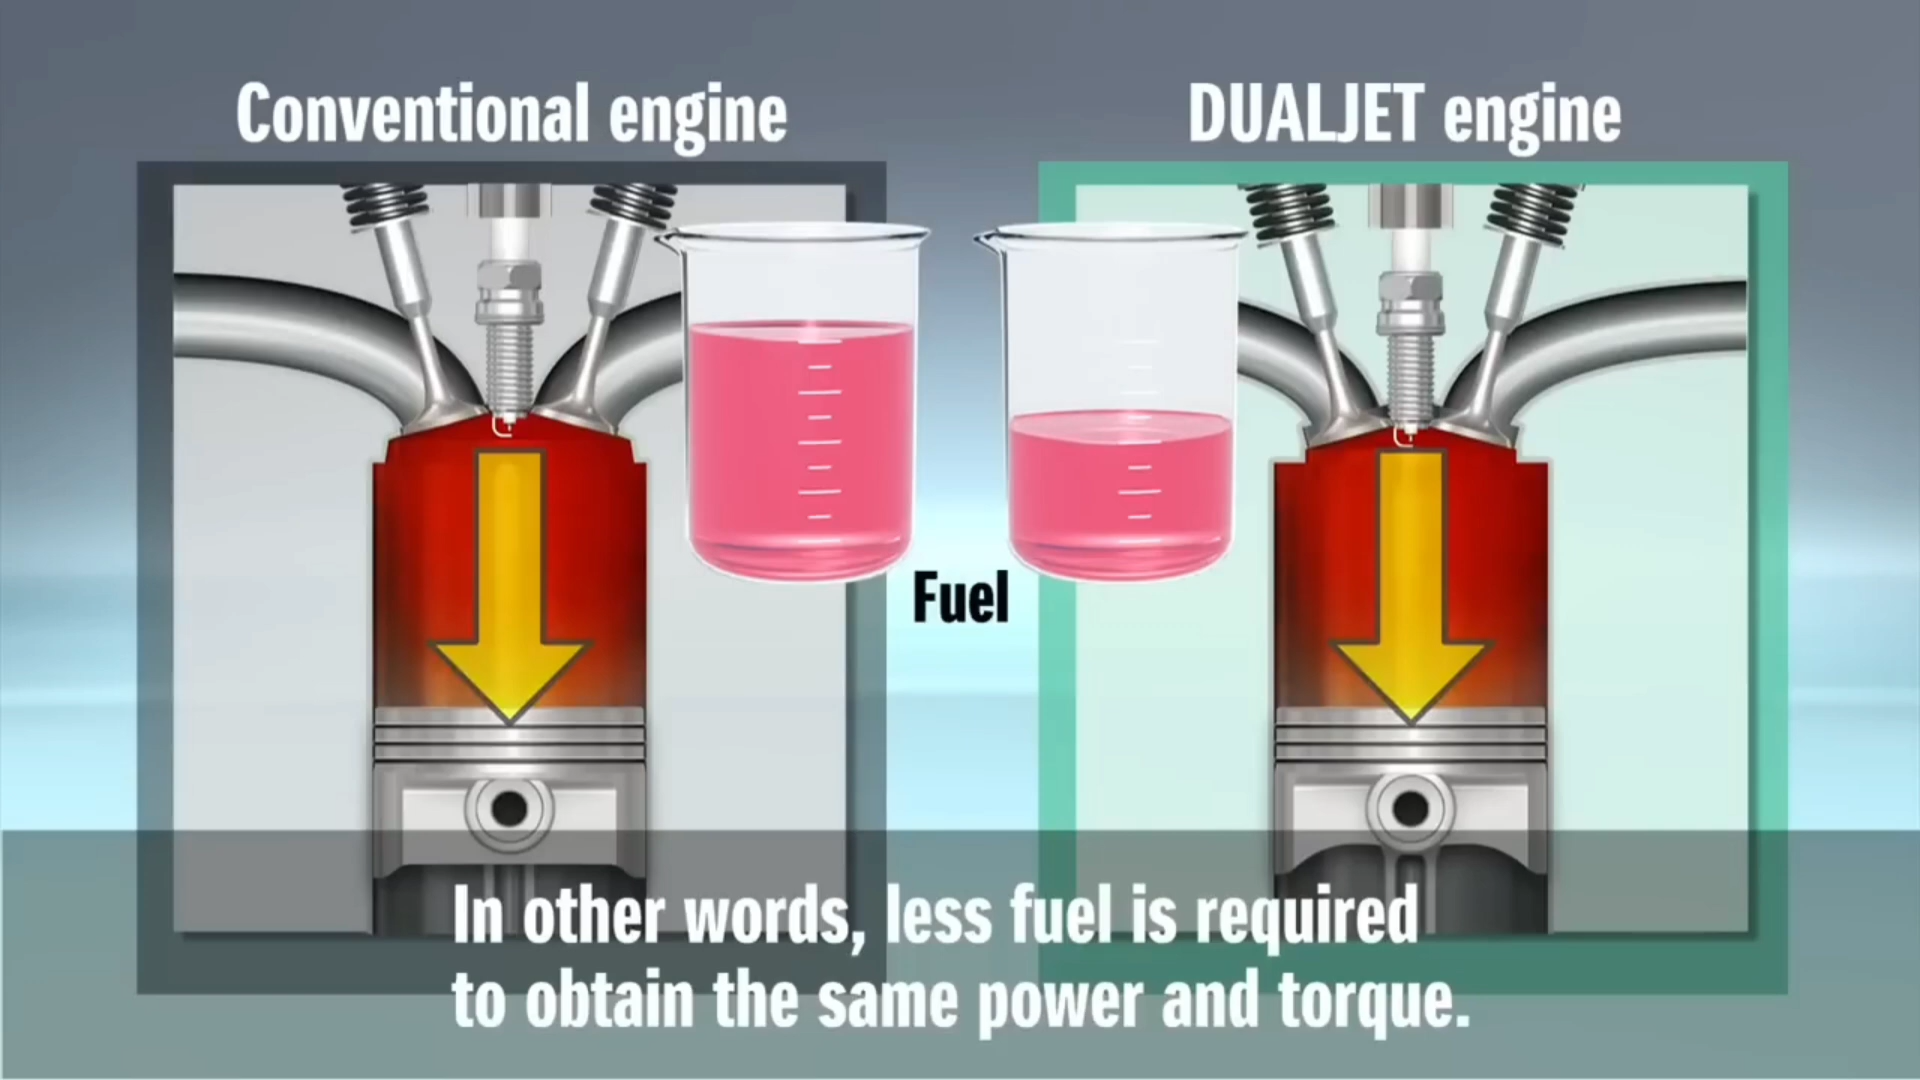 Conventional engine
DUALJET engine
Fuel
In other words, less fuel is required
to obtain the same power and torque.